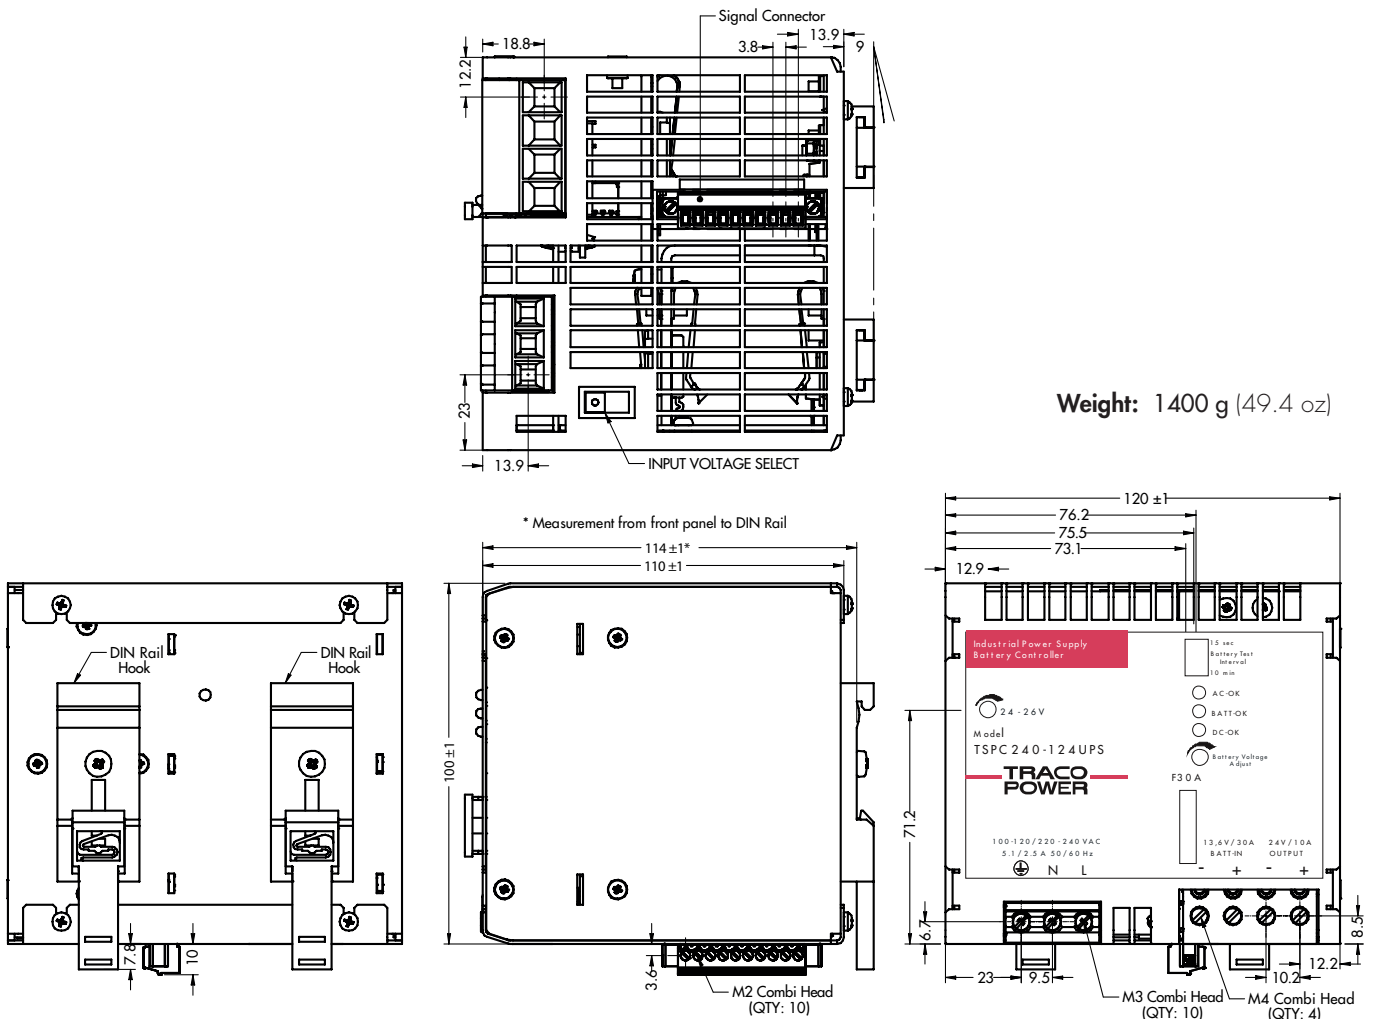 Signal Connector
18.8
13.9
3.8
9
12.2
23
13.9
INPUT VOLTAGE SELECT
Weight: 1400 g (49.4 oz)
* Measurement from front panel to DIN Rail
114 ±1*
110 ±1
120 ±1
76.2
75.5
73.1
12.9
DIN Rail
Hook
DIN Rail
Hook
7.8
10
100 ±1
3.6
M2 Combi Head
(QTY: 10)
Industrial Power Supply
Battery Controller
15 sec
Battery Test
Interval
10 min
AC-OK
24-26V
BATT-OK
DC-OK
Model
TSPC 240-124UPS
Battery Voltage
Adjust
TRACO
POWER
F30A
71.2
100-120/220-240 VAC
5.1/2.5 A 50/60 Hz
N L
13,6V/30A
BATT-IN
24V/10A
OUTPUT
- + - +
6.7
8.5
23
9.5
10.2
12.2
M3 Combi Head
(QTY: 10)
M4 Combi Head
(QTY: 4)